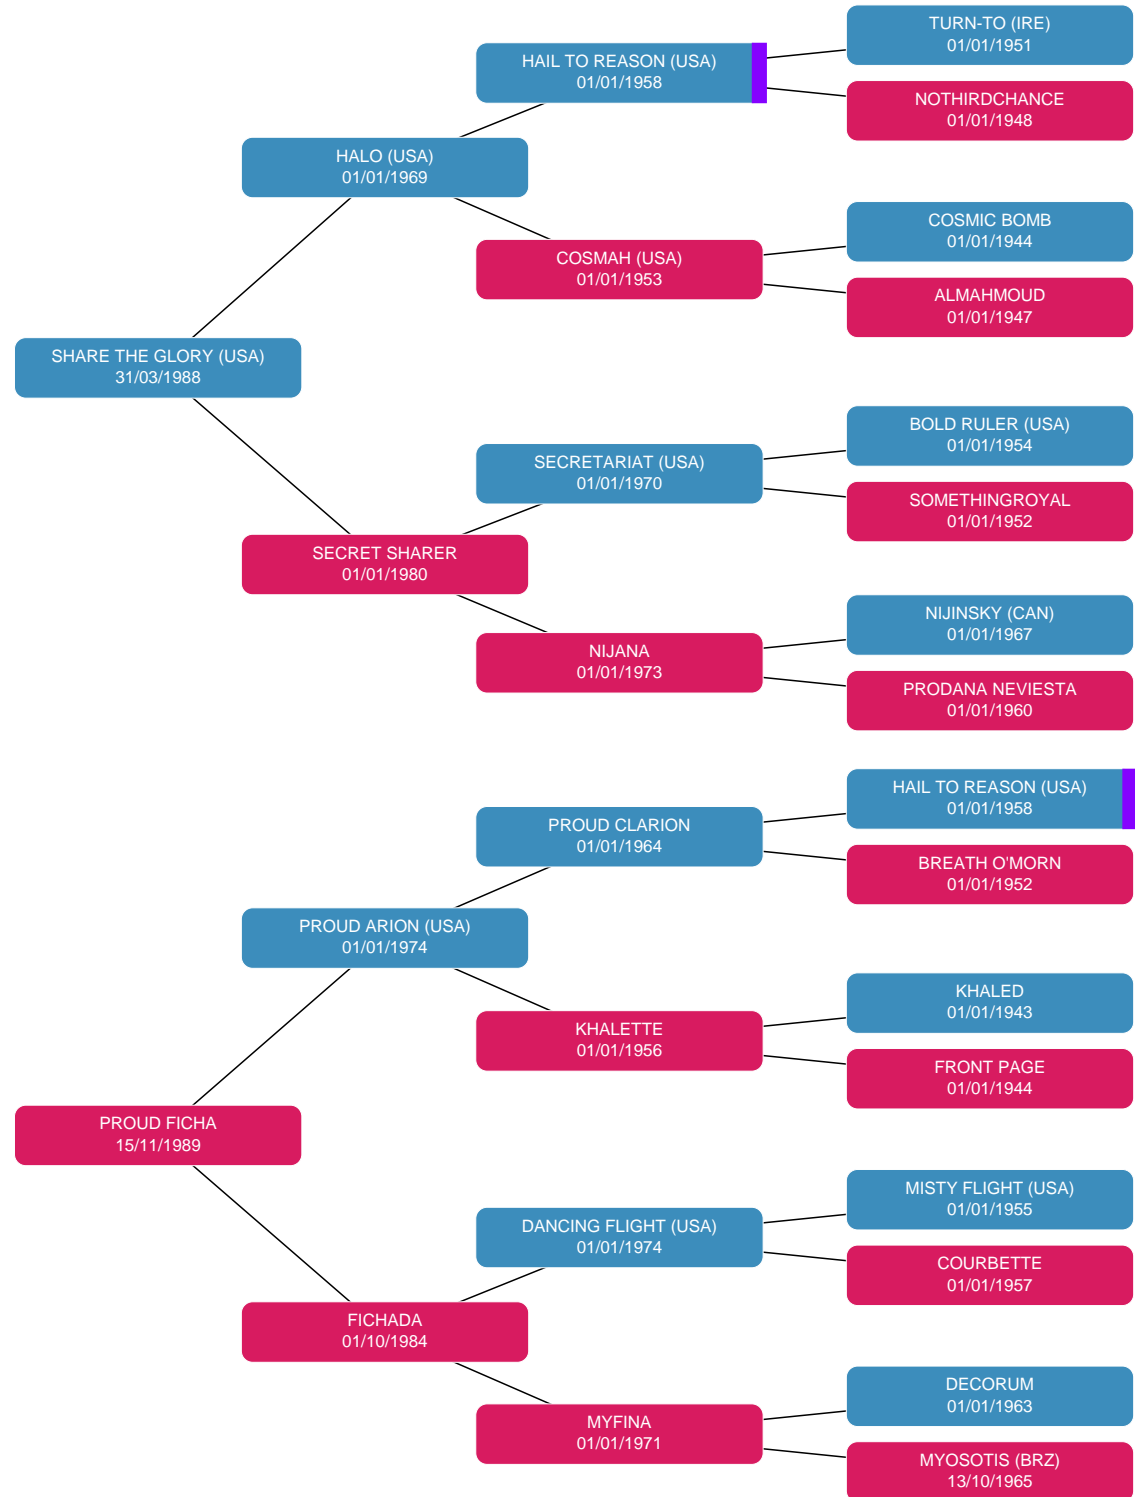 TURN-TO (IRE)
01/01/1951
HAIL TO REASON (USA)
01/01/1958
NOTHIRDCHANCE
01/01/1948
HALO (USA)
01/01/1969
COSMIC BOMB
01/01/1944
COSMAH (USA)
01/01/1953
ALMAHMOUD
01/01/1947
SHARE THE GLORY (USA)
31/03/1988
BOLD RULER (USA)
01/01/1954
SECRETARIAT (USA)
01/01/1970
SOMETHINGROYAL
01/01/1952
SECRET SHARER
01/01/1980
NIJINSKY (CAN)
01/01/1967
NIJANA
01/01/1973
PRODANA NEVIESTA
01/01/1960
HAIL TO REASON (USA)
01/01/1958
PROUD CLARION
01/01/1964
BREATH O'MORN
01/01/1952
PROUD ARION (USA)
01/01/1974
KHALED
01/01/1943
KHALETTE
01/01/1956
FRONT PAGE
01/01/1944
PROUD FICHA
15/11/1989
MISTY FLIGHT (USA)
01/01/1955
DANCING FLIGHT (USA)
01/01/1974
COURBETTE
01/01/1957
FICHADA
01/10/1984
DECORUM
01/01/1963
MYFINA
01/01/1971
MYOSOTIS (BRZ)
13/10/1965